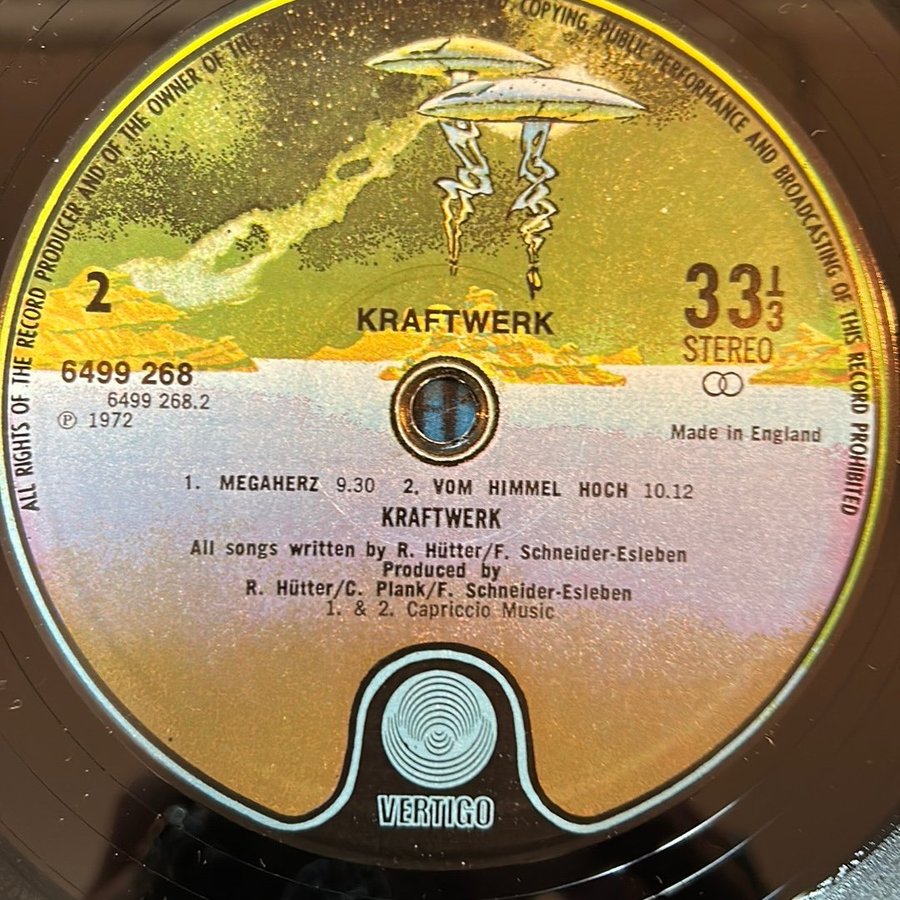 ALL RIGHTS OF THE RECORD PRODUCER AND OF THE OWNER OF THE
COPYING, PUBLIC PERFORMANCE AND BROADCASTING OF THIS RECORD PROHIBITED
2
KRAFTWERK
33⅓
STEREO
6499 268
6499 268.2
℗ 1972
Made in England
1. MEGAHERZ 9.30 2. VOM HIMMEL HOCH 10.12
KRAFTWERK
All songs written by R. Hütter/F. Schneider-Esleben
Produced by
R. Hütter/C. Plank/F. Schneider-Esleben
1. & 2. Capriccio Music
VERTIGO